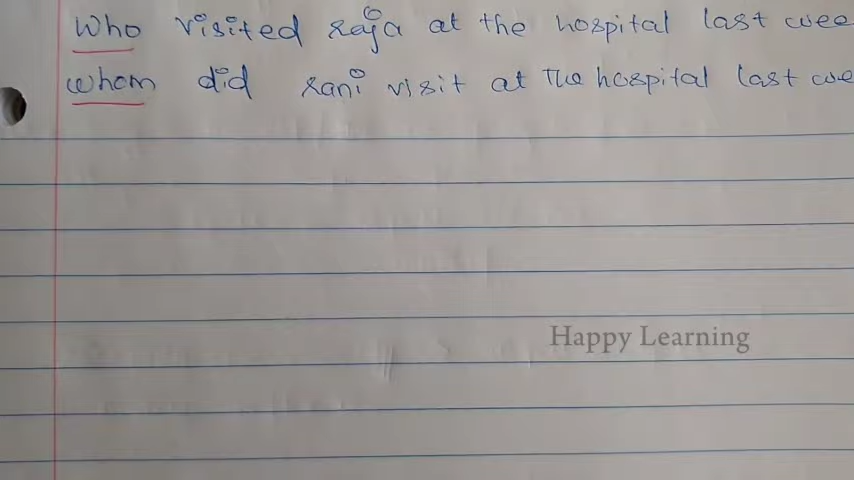 Who visited raja at the hospital last wee
whom did rani visit at the hospital last we
Happy Learning